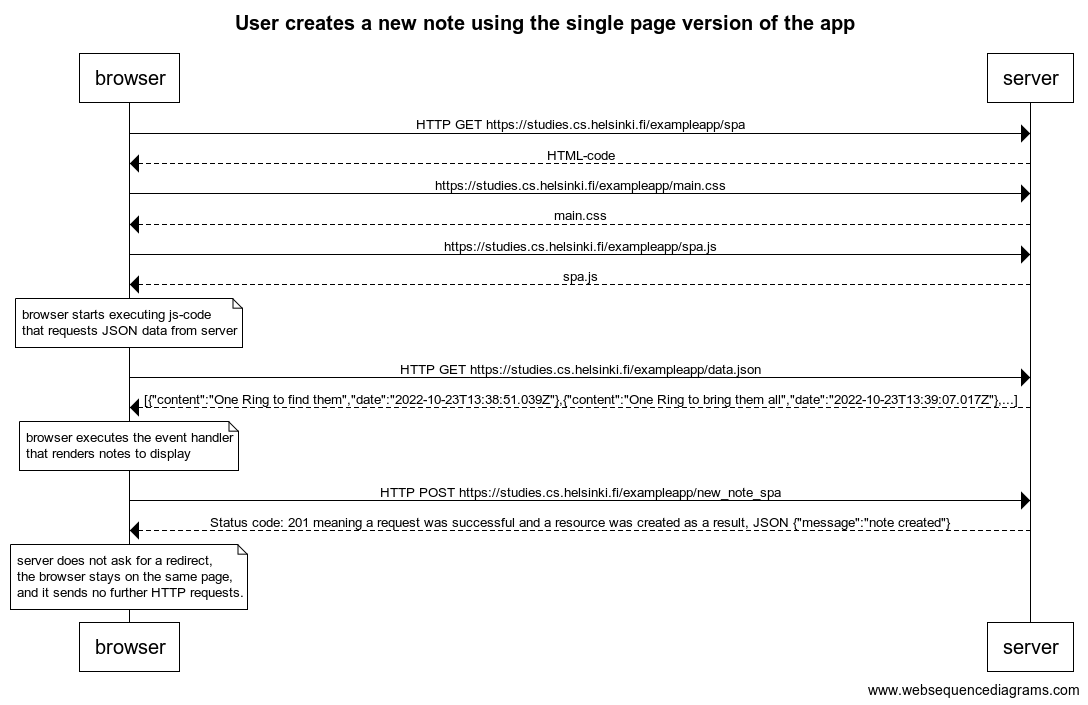 User creates a new note using the single page version of the app
browser
server
HTTP GET https://studies.cs.helsinki.fi/exampleapp/spa
HTML-code
https://studies.cs.helsinki.fi/exampleapp/main.css
main.css
https://studies.cs.helsinki.fi/exampleapp/spa.js
spa.js
browser starts executing js-code
that requests JSON data from server
HTTP GET https://studies.cs.helsinki.fi/exampleapp/data.json
[{"content":"One Ring to find them","date":"2022-10-23T13:38:51.039Z"},{"content":"One Ring to bring them all","date":"2022-10-23T13:39:07.017Z"},...]
browser executes the event handler
that renders notes to display
HTTP POST https://studies.cs.helsinki.fi/exampleapp/new_note_spa
Status code: 201 meaning a request was successful and a resource was created as a result, JSON {"message":"note created"}
server does not ask for a redirect,
the browser stays on the same page,
and it sends no further HTTP requests.
browser
server
www.websequencediagrams.com